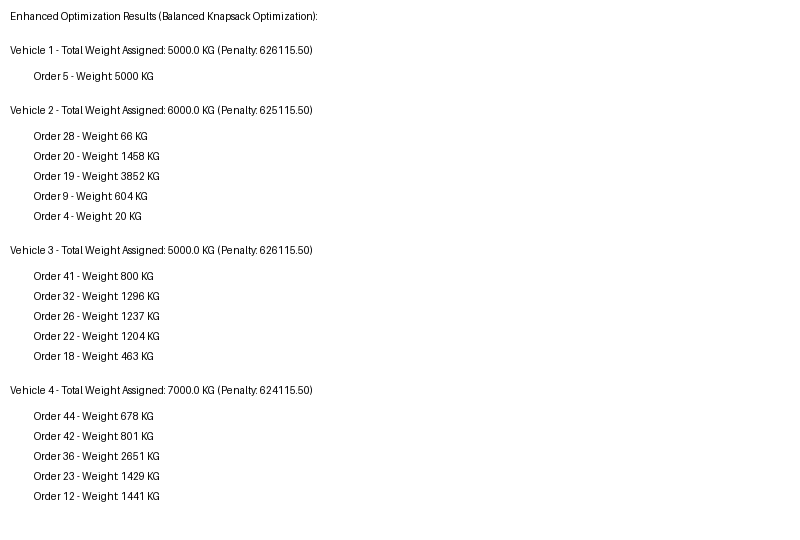 Enhanced Optimization Results (Balanced Knapsack Optimization):
Vehicle 1 - Total Weight Assigned: 5000.0 KG (Penalty: 626115.50)
Order 5 - Weight: 5000 KG
Vehicle 2 - Total Weight Assigned: 6000.0 KG (Penalty: 625115.50)
Order 28 - Weight: 66 KG
Order 20 - Weight: 1458 KG
Order 19 - Weight: 3852 KG
Order 9 - Weight: 604 KG
Order 4 - Weight: 20 KG
Vehicle 3 - Total Weight Assigned: 5000.0 KG (Penalty: 626115.50)
Order 41 - Weight: 800 KG
Order 32 - Weight: 1296 KG
Order 26 - Weight: 1237 KG
Order 22 - Weight: 1204 KG
Order 18 - Weight: 463 KG
Vehicle 4 - Total Weight Assigned: 7000.0 KG (Penalty: 624115.50)
Order 44 - Weight: 678 KG
Order 42 - Weight: 801 KG
Order 36 - Weight: 2651 KG
Order 23 - Weight: 1429 KG
Order 12 - Weight: 1441 KG